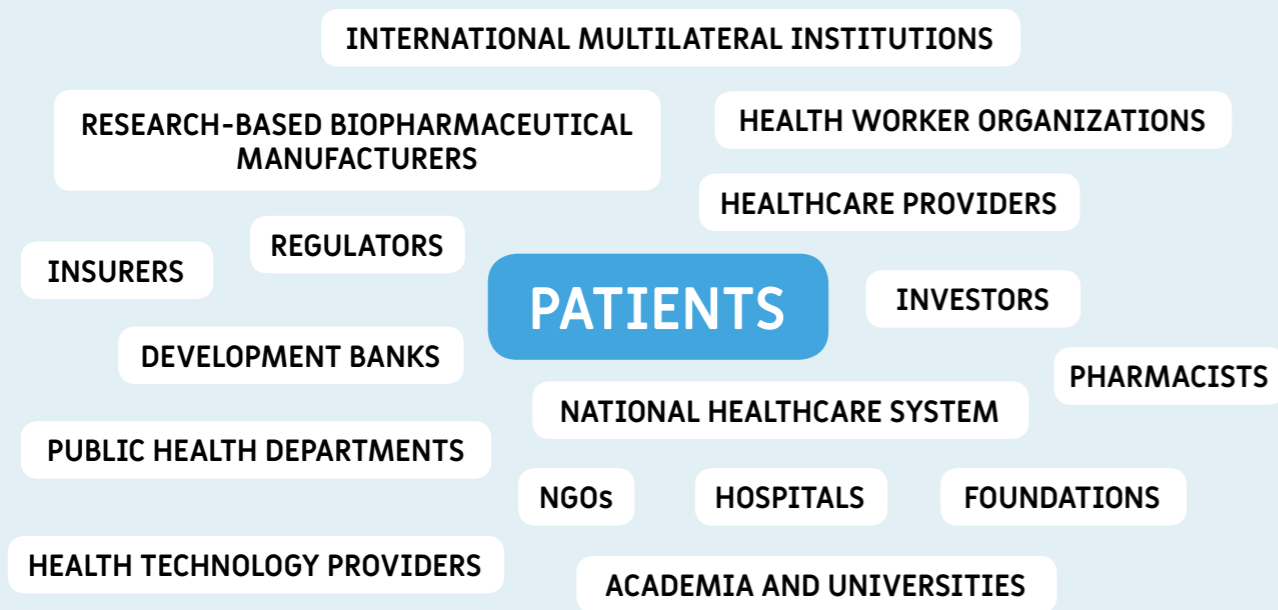 INTERNATIONAL MULTILATERAL INSTITUTIONS
RESEARCH-BASED BIOPHARMACEUTICAL
MANUFACTURERS
HEALTH WORKER ORGANIZATIONS
HEALTHCARE PROVIDERS
REGULATORS
INSURERS
PATIENTS
INVESTORS
DEVELOPMENT BANKS
PHARMACISTS
NATIONAL HEALTHCARE SYSTEM
PUBLIC HEALTH DEPARTMENTS
NGOs
HOSPITALS
FOUNDATIONS
HEALTH TECHNOLOGY PROVIDERS
ACADEMIA AND UNIVERSITIES